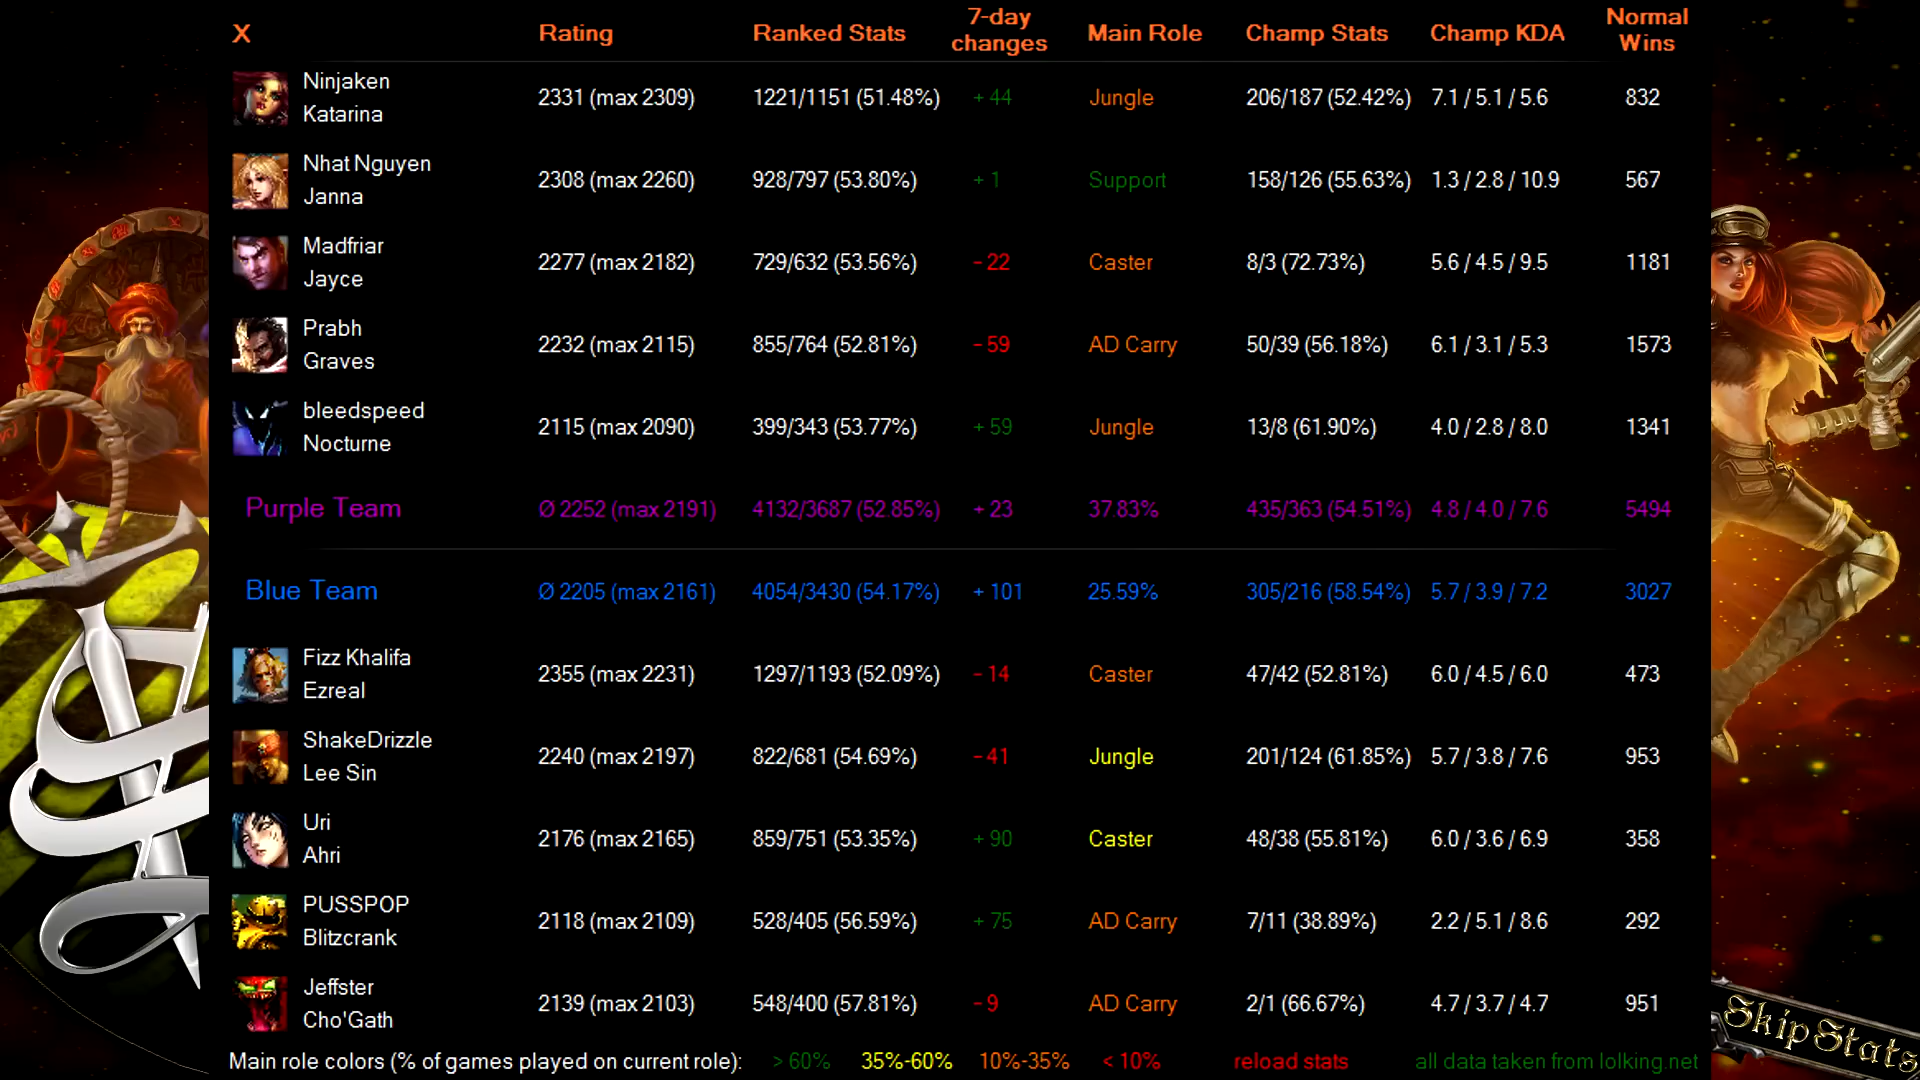 X Rating Ranked Stats 7-day changes Main Role Champ Stats Champ KDA Normal Wins
Ninjaken
Katarina
2331 (max 2309) 1221/1151 (51.48%) + 44 Jungle 206/187 (52.42%) 7.1 / 5.1 / 5.6 832
Nhat Nguyen
Janna
2308 (max 2260) 928/797 (53.80%) + 1 Support 158/126 (55.63%) 1.3 / 2.8 / 10.9 567
Madfriar
Jayce
2277 (max 2182) 729/632 (53.56%) - 22 Caster 8/3 (72.73%) 5.6 / 4.5 / 9.5 1181
Prabh
Graves
2232 (max 2115) 855/764 (52.81%) - 59 AD Carry 50/39 (56.18%) 6.1 / 3.1 / 5.3 1573
bleedspeed
Nocturne
2115 (max 2090) 399/343 (53.77%) + 59 Jungle 13/8 (61.90%) 4.0 / 2.8 / 8.0 1341
Purple Team Ø 2252 (max 2191) 4132/3687 (52.85%) + 23 37.83% 435/363 (54.51%) 4.8 / 4.0 / 7.6 5494
Blue Team Ø 2205 (max 2161) 4054/3430 (54.17%) + 101 25.59% 305/216 (58.54%) 5.7 / 3.9 / 7.2 3027
Fizz Khalifa
Ezreal
2355 (max 2231) 1297/1193 (52.09%) - 14 Caster 47/42 (52.81%) 6.0 / 4.5 / 6.0 473
ShakeDrizzle
Lee Sin
2240 (max 2197) 822/681 (54.69%) - 41 Jungle 201/124 (61.85%) 5.7 / 3.8 / 7.6 953
Uri
Ahri
2176 (max 2165) 859/751 (53.35%) + 90 Caster 48/38 (55.81%) 6.0 / 3.6 / 6.9 358
PUSSPOP
Blitzcrank
2118 (max 2109) 528/405 (56.59%) + 75 AD Carry 7/11 (38.89%) 2.2 / 5.1 / 8.6 292
Jeffster
Cho'Gath
2139 (max 2103) 548/400 (57.81%) - 9 AD Carry 2/1 (66.67%) 4.7 / 3.7 / 4.7 951
Main role colors (% of games played on current role): > 60% 35%-60% 10%-35% < 10% reload stats all data taken from lolking.net
SkipStats